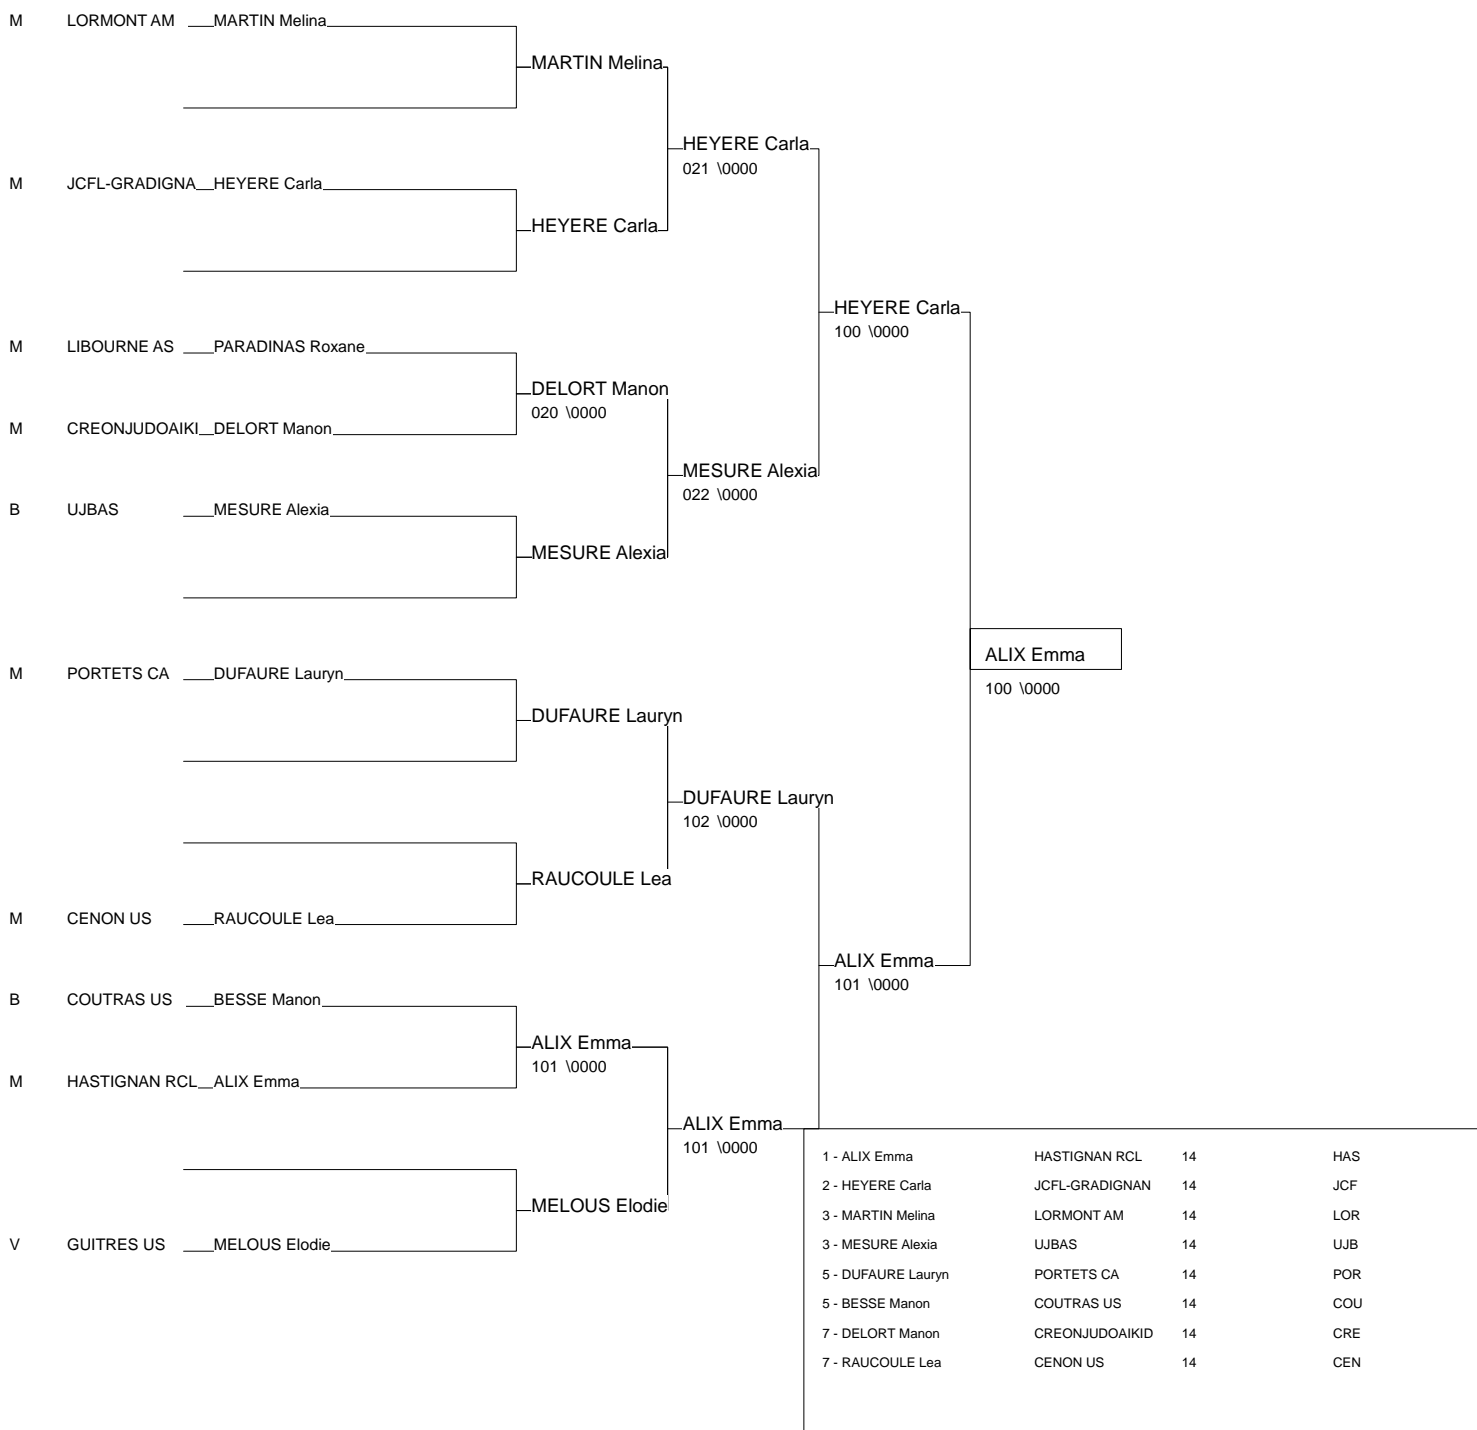 M LORMONT AM MARTIN Melina
MARTIN Melina
HEYERE Carla
021 \0000
M JCFL-GRADIGNA HEYERE Carla
HEYERE Carla
HEYERE Carla
100 \0000
M LIBOURNE AS PARADINAS Roxane
DELORT Manon
020 \0000
M CREONJUDOAIKI DELORT Manon
MESURE Alexia
022 \0000
B UJBAS MESURE Alexia
MESURE Alexia
ALIX Emma
100 \0000
M PORTETS CA DUFAURE Lauryn
DUFAURE Lauryn
DUFAURE Lauryn
102 \0000
RAUCOULE Lea
M CENON US RAUCOULE Lea
ALIX Emma
101 \0000
B COUTRAS US BESSE Manon
ALIX Emma
101 \0000
M HASTIGNAN RCL ALIX Emma
ALIX Emma
101 \0000
MELOUS Elodie
V GUITRES US MELOUS Elodie
1 - ALIX Emma HASTIGNAN RCL 14 HAS
2 - HEYERE Carla JCFL-GRADIGNAN 14 JCF
3 - MARTIN Melina LORMONT AM 14 LOR
3 - MESURE Alexia UJBAS 14 UJB
5 - DUFAURE Lauryn PORTETS CA 14 POR
5 - BESSE Manon COUTRAS US 14 COU
7 - DELORT Manon CREONJUDOAIKID 14 CRE
7 - RAUCOULE Lea CENON US 14 CEN